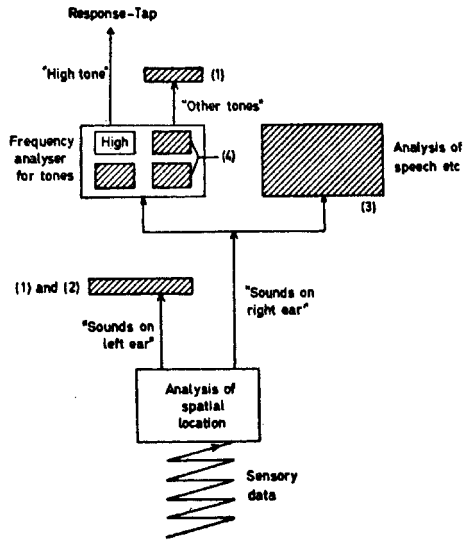 Response-Tap
"High tone"
(1)
"Other tones"
Frequency
analyser
for tones
High
(4)
Analysis of
speech etc
(3)
(1) and (2)
"Sounds on
left ear"
"Sounds on
right ear"
Analysis of
spatial
location
Sensory
data